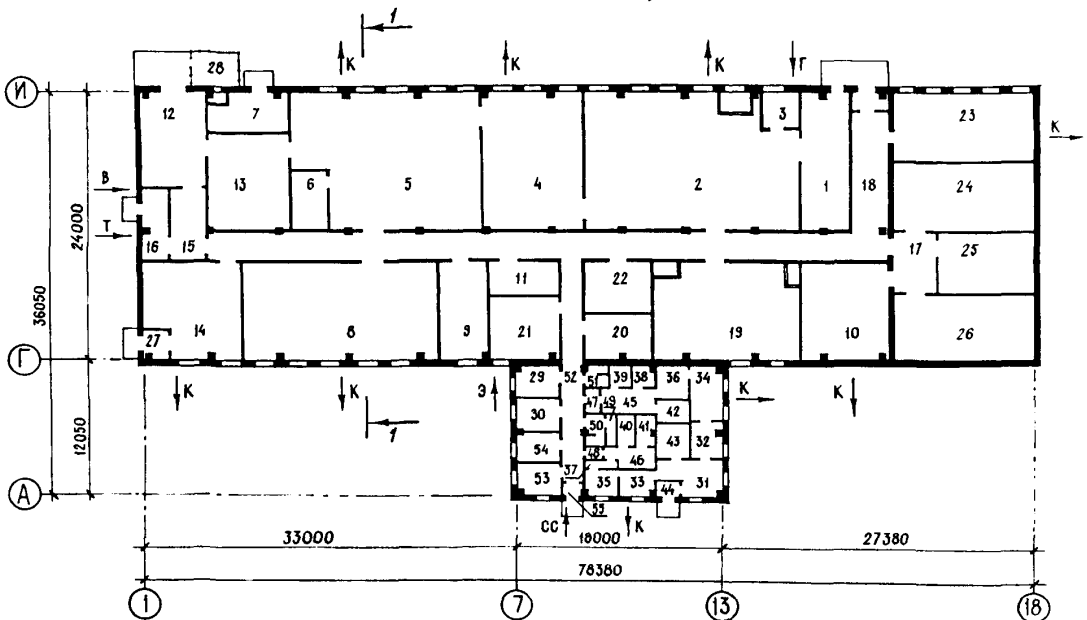 1
К К К Г
И
28
12 7 3 23
К
В 13 6 5 4 2 1 18 24
Т
16 15 17 25
24000
36050
11 22
27 14 8 9 21 20 19 10 26
Г
К К Э К К
1
29 52 51 39 38 36 34
30 47 49 45 42
50 7 40 41 43 32
54 48 46
53 37 35 33 44 31
12050
А
СС 55 К
33000 18000 27380
78380
1 7 13 18